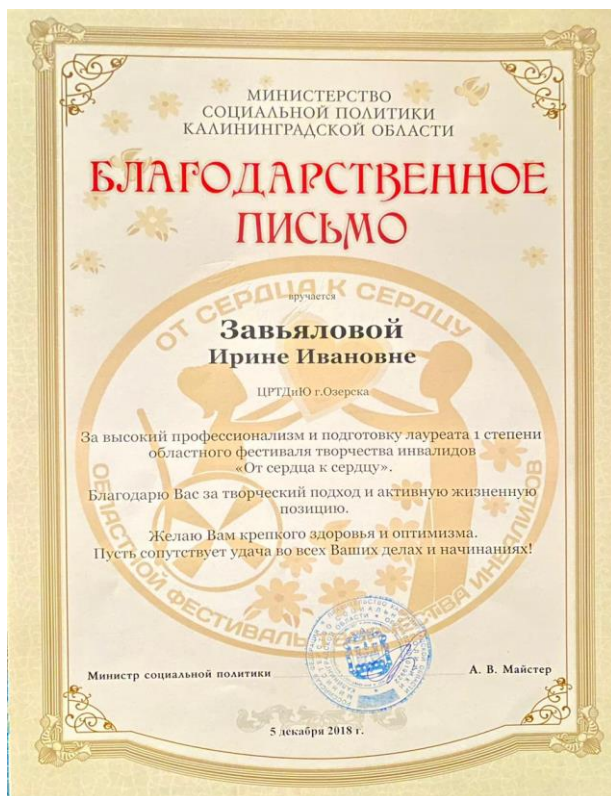 МИНИСТЕРСТВО
СОЦИАЛЬНОЙ ПОЛИТИКИ
КАЛИНИНГРАДСКОЙ ОБЛАСТИ
БЛАГОДАРСТВЕННОЕ
ПИСЬМО
ОТ СЕРДЦА К СЕРДЦУ
вручается
Завьяловой
Ирине Ивановне
ЦРТДиЮ г.Озерска
За высокий профессионализм и подготовку лауреата 1 степени
областного фестиваля творчества инвалидов
«От сердца к сердцу».
Благодарю Вас за творческий подход и активную жизненную
позицию.
Желаю Вам крепкого здоровья и оптимизма.
Пусть сопутствует удача во всех Ваших делах и начинаниях!
ОБЛАСТНОЙ ФЕСТИВАЛЬ ТВОРЧЕСТВА ИНВАЛИДОВ
Министр социальной политики
А. В. Майстер
5 декабря 2018 г.